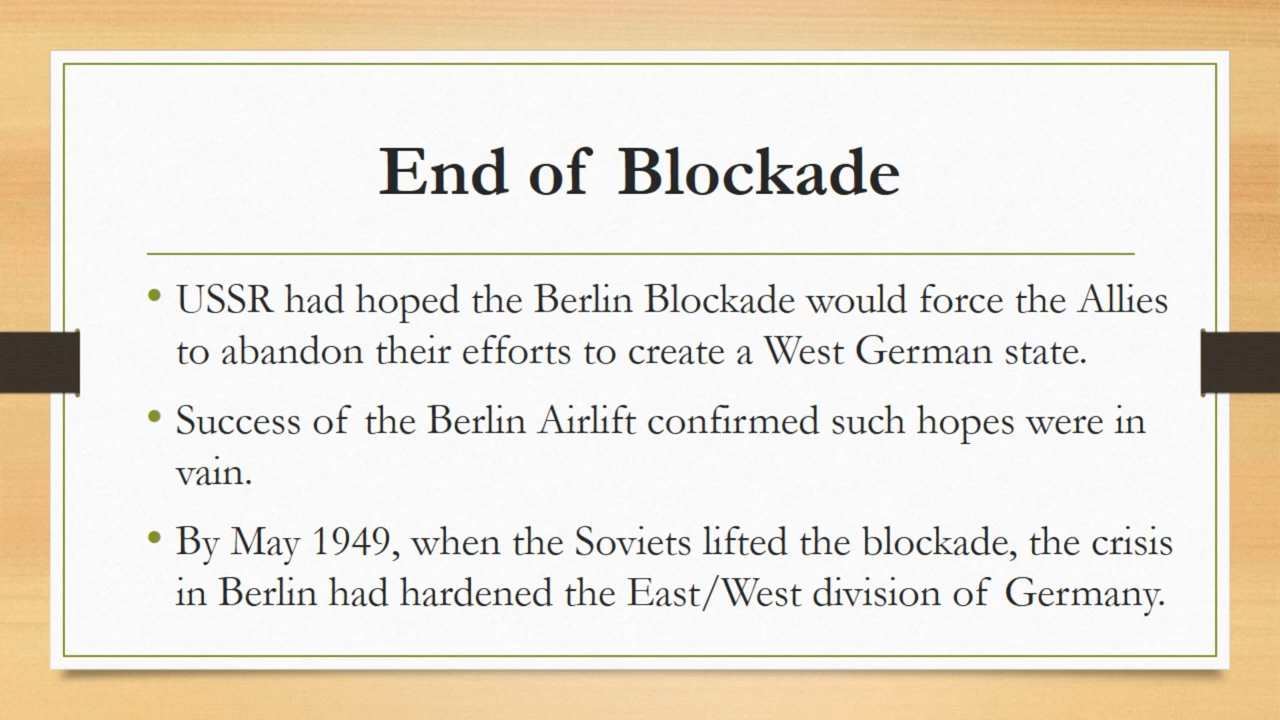 End of Blockade
• USSR had hoped the Berlin Blockade would force the Allies
to abandon their efforts to create a West German state.
• Success of the Berlin Airlift confirmed such hopes were in
vain.
• By May 1949, when the Soviets lifted the blockade, the crisis
in Berlin had hardened the East/West division of Germany.